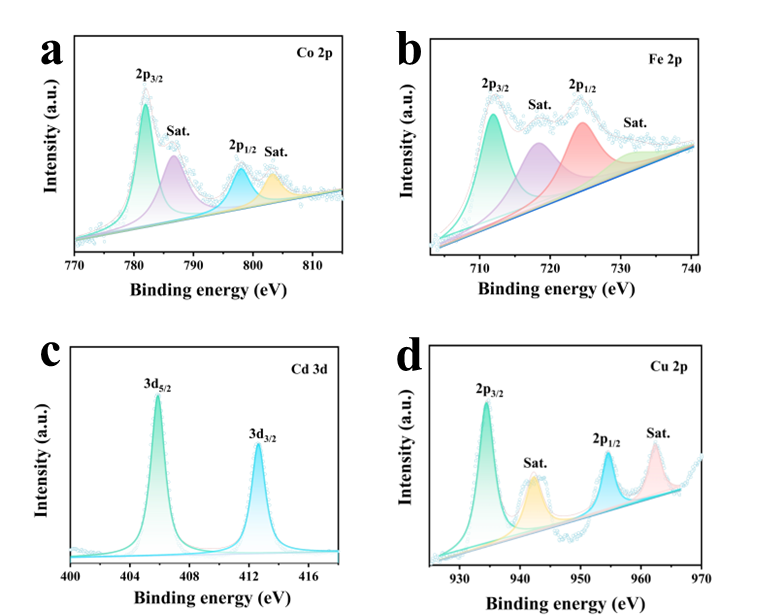 a
Co 2p
2p3/2
Sat.
2p1/2
Sat.
Intensity (a.u.)
770 780 790 800 810
Binding energy (eV)
b
Fe 2p
2p3/2
Sat.
2p1/2
Sat.
Intensity (a.u.)
710 720 730 740
Binding energy (eV)
c
Cd 3d
3d5/2
3d3/2
Intensity (a.u.)
400 404 408 412 416
Binding energy (eV)
d
Cu 2p
2p3/2
Sat.
2p1/2
Sat.
Intensity (a.u.)
930 940 950 960 970
Binding energy (eV)